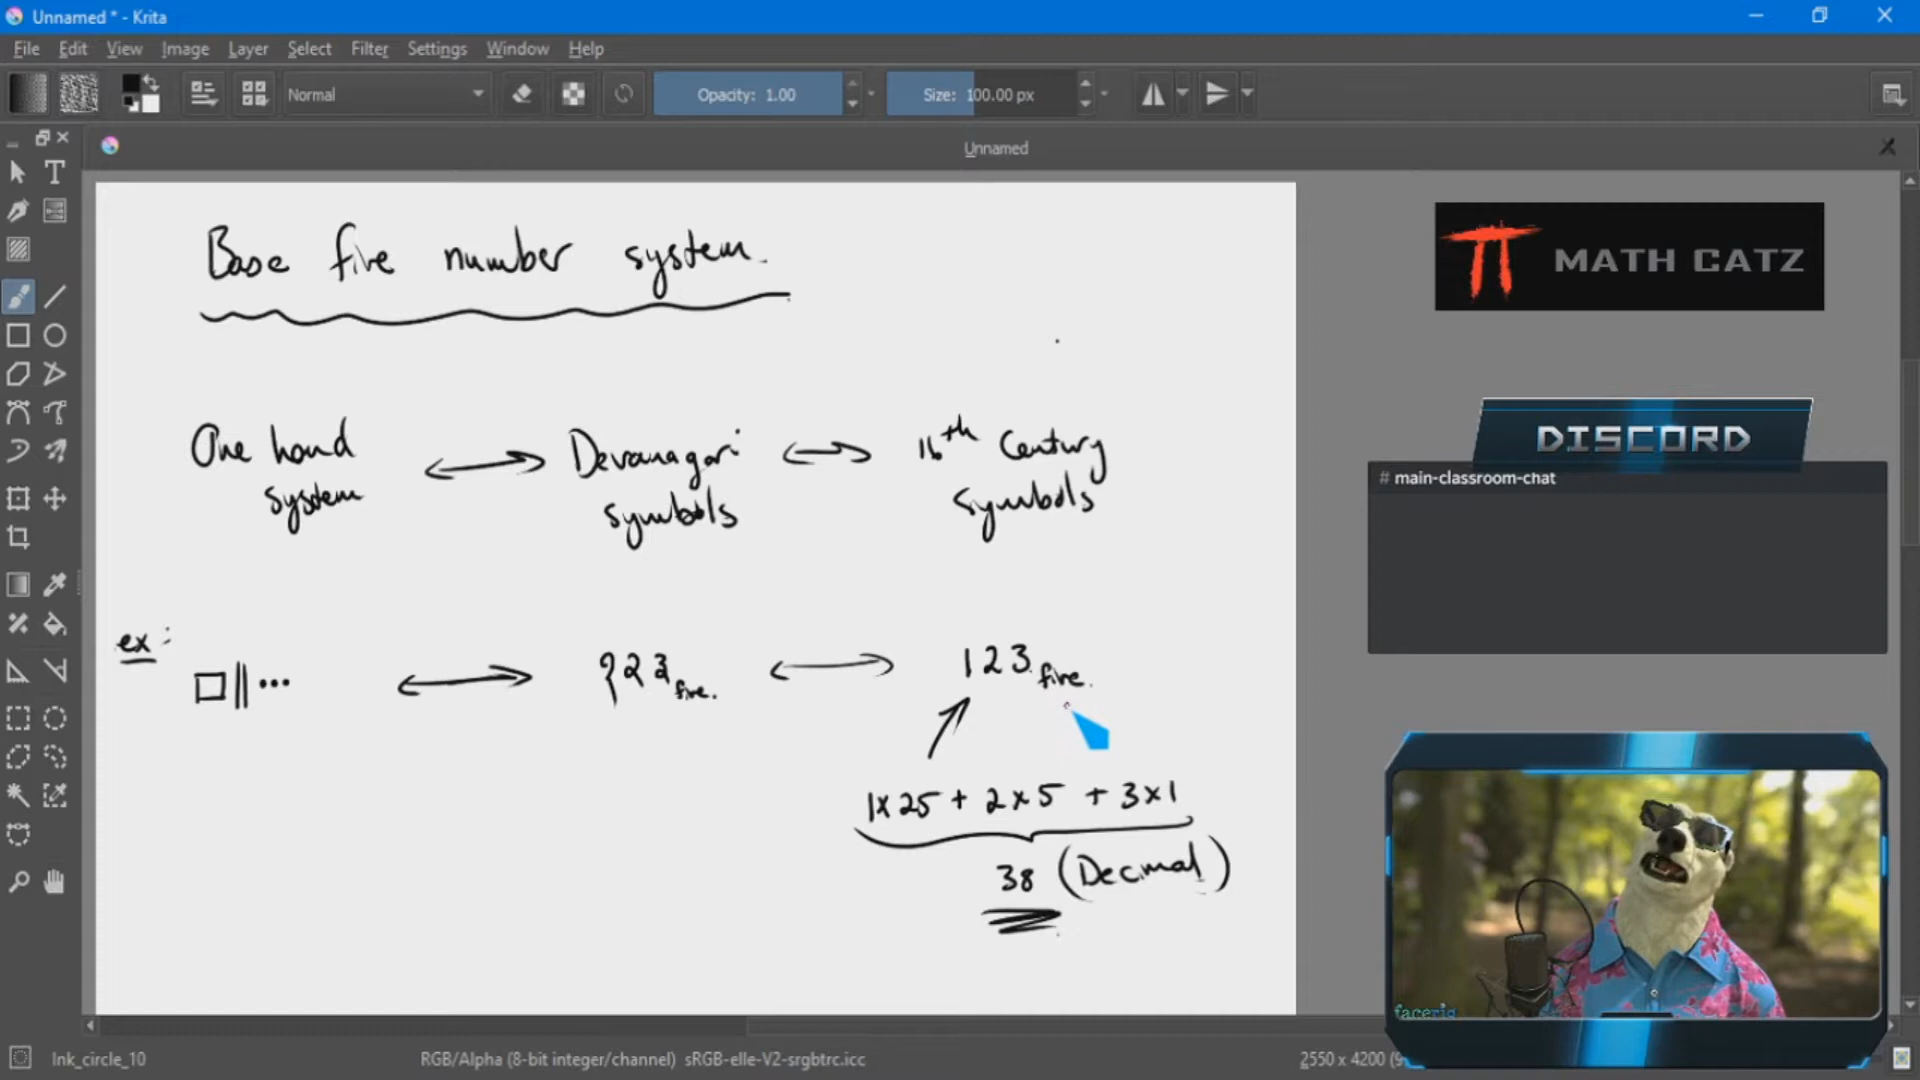 Unnamed * - Krita
File Edit View Image Layer Select Filter Settings Window Help
Normal
Opacity: 1.00
Size: 100.00 px
Unnamed
Base five number system.
One hand system
Devanagari symbols
16th Century symbols
ex:
23five.
123five.
1x25 + 2x5 + 3x1
38 (Decimal)
MATH CATZ
DISCORD
# main-classroom-chat
facerig
Ink_circle_10
RGB/Alpha (8-bit integer/channel) sRGB-elle-V2-srgbtrc.icc
2550 x 4200 (9